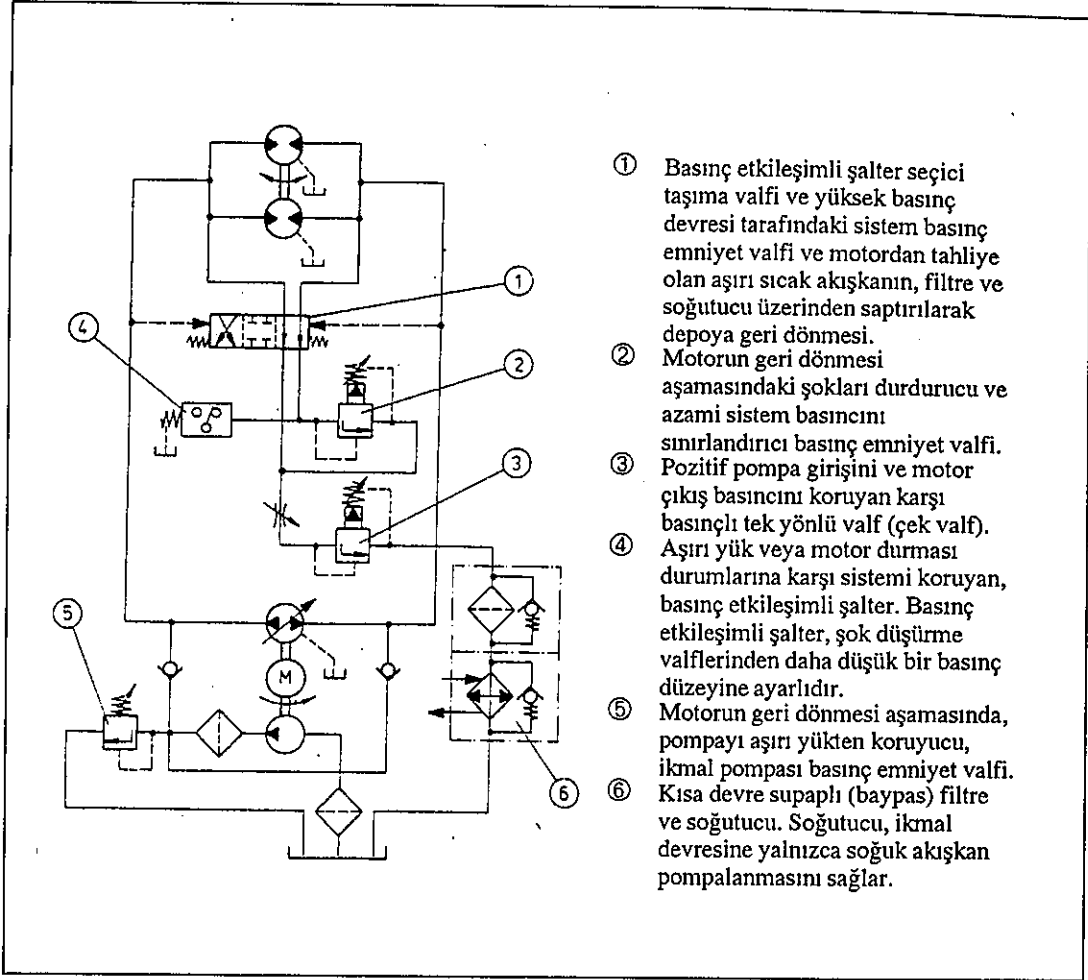 ① Basınç etkileşimli şalter seçici
taşıma valfi ve yüksek basınç
devresi tarafındaki sistem basınç
emniyet valfi ve motordan tahliye
olan aşırı sıcak akışkanın, filtre ve
soğutucu üzerinden saptırılarak
depoya geri dönmesi.
② Motorun geri dönmesi
aşamasındaki şokları durdurucu ve
azami sistem basıncını
sınırlandırıcı basınç emniyet valfi.
③ Pozitif pompa girişini ve motor
çıkış basıncını koruyan karşı
basınçlı tek yönlü valf (çek valf).
④ Aşırı yük veya motor durması
durumlarına karşı sistemi koruyan,
basınç etkileşimli şalter. Basınç
etkileşimli şalter, şok düşürme
valflerinden daha düşük bir basınç
düzeyine ayarlıdır.
⑤ Motorun geri dönmesi aşamasında,
pompayı aşırı yükten koruyucu,
ikmal pompası basınç emniyet valfi.
⑥ Kısa devre supaplı (baypas) filtre
ve soğutucu. Soğutucu, ikmal
devresine yalnızca soğuk akışkan
pompalanmasını sağlar.
1
4
2
3
5
M
6